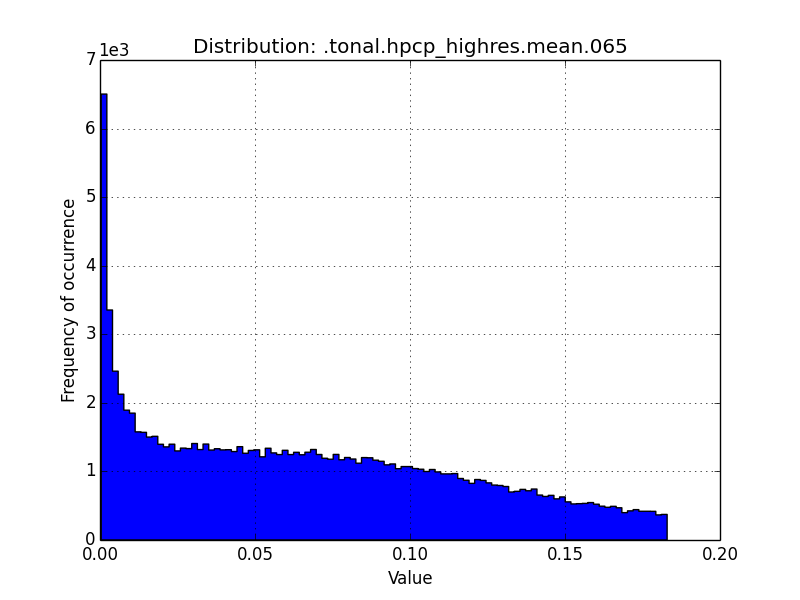 Distribution: .tonal.hpcp_highres.mean.065
1e3
7
6
5
4
3
2
1
0
Frequency of occurrence
0.00 0.05 0.10 0.15 0.20
Value